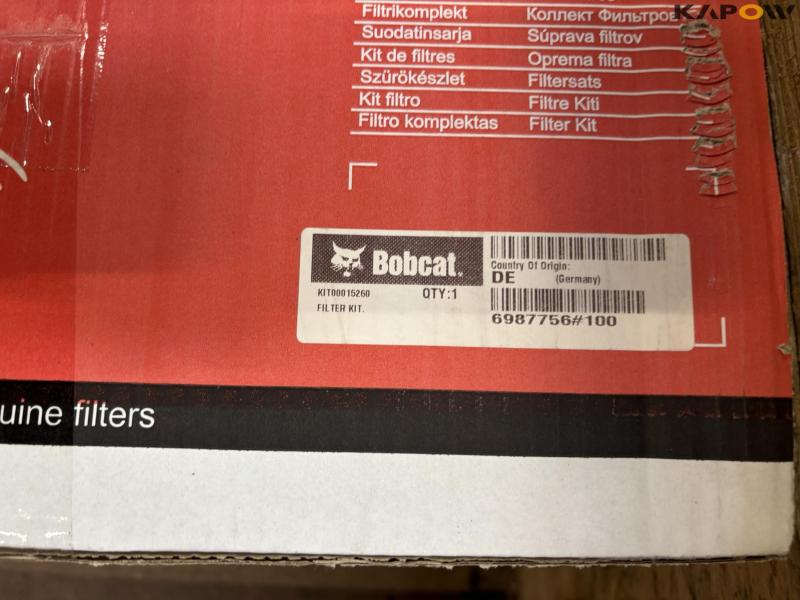 KAPOW
Filtrikomplekt Коллект Фильтров
Suodatinsarja Súprava filtrov
Kit de filtres Oprema filtra
Szűrökészlet Filtersats
Kit filtro Filtre Kiti
Filtro komplektas Filter Kit
Bobcat.
Country Of Origin:
DE (Germany)
KIT00015260 QTY:1
FILTER KIT.
6987756#100
uine filters